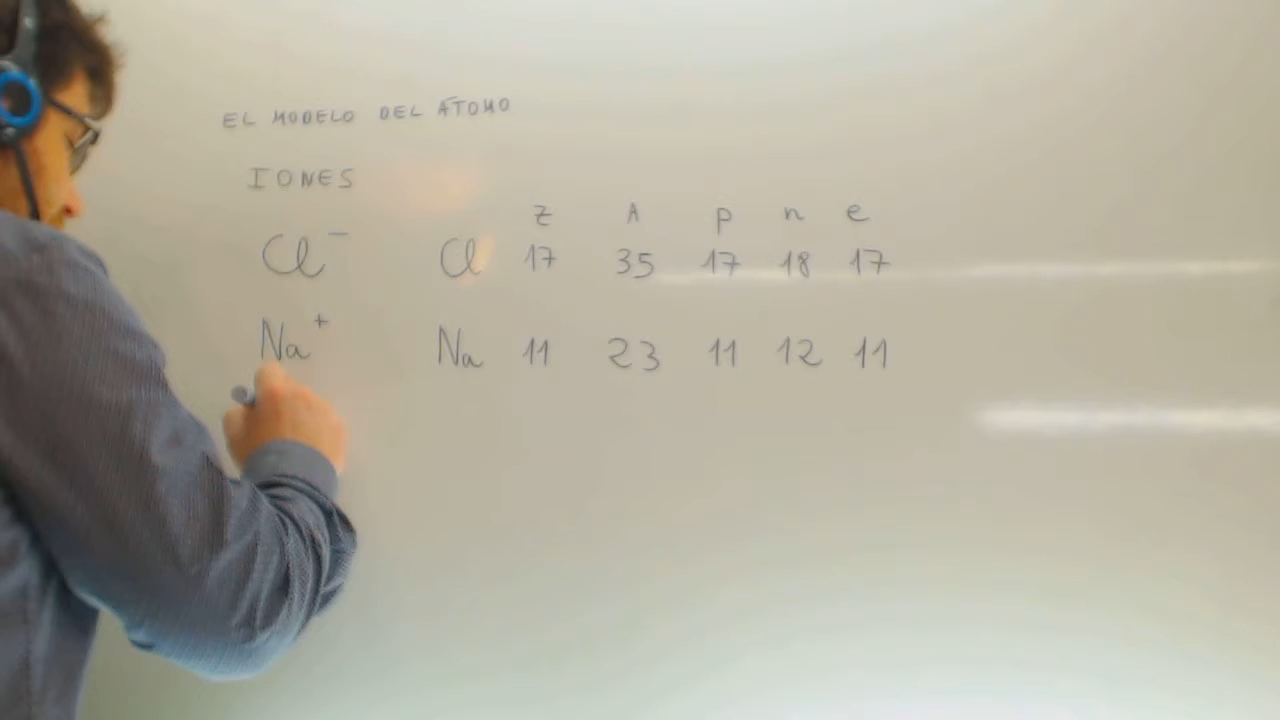 EL MODELO DEL ÁTOMO
IONES
Z A p n e
Cl⁻ Cl 17 35 17 18 17
Na⁺ Na 11 23 11 12 11